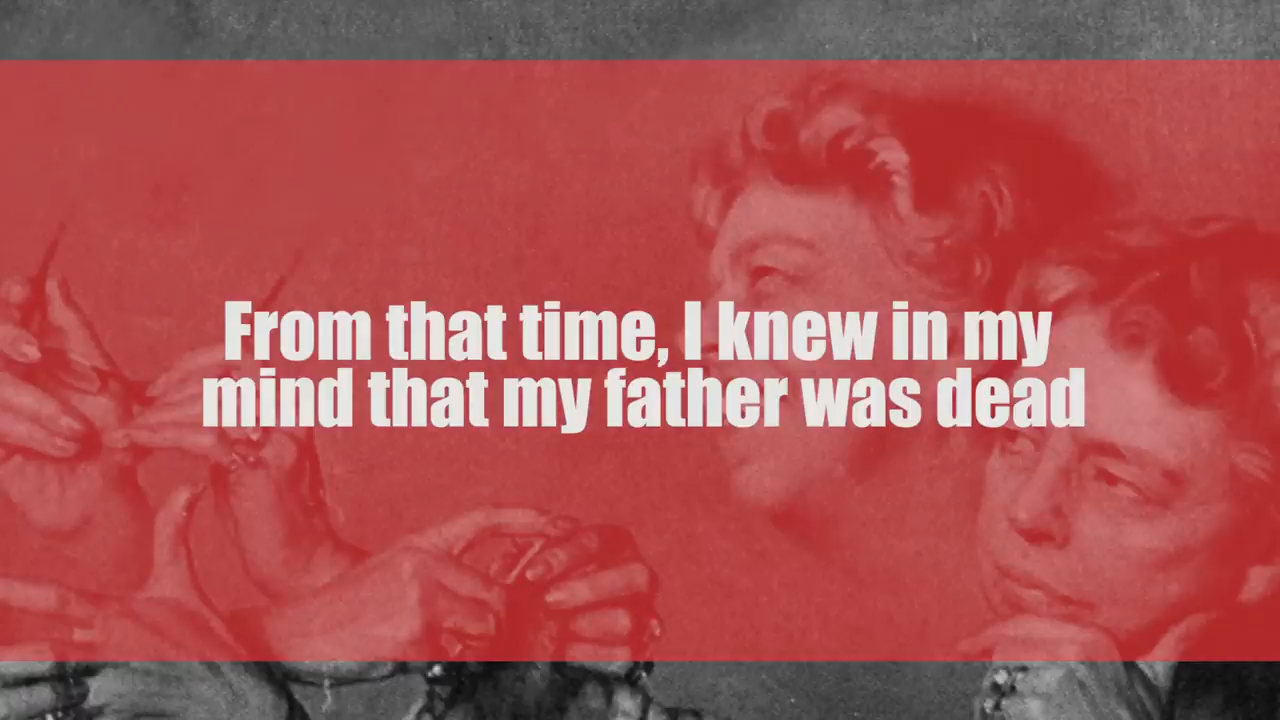 From that time, I knew in my
mind that my father was dead